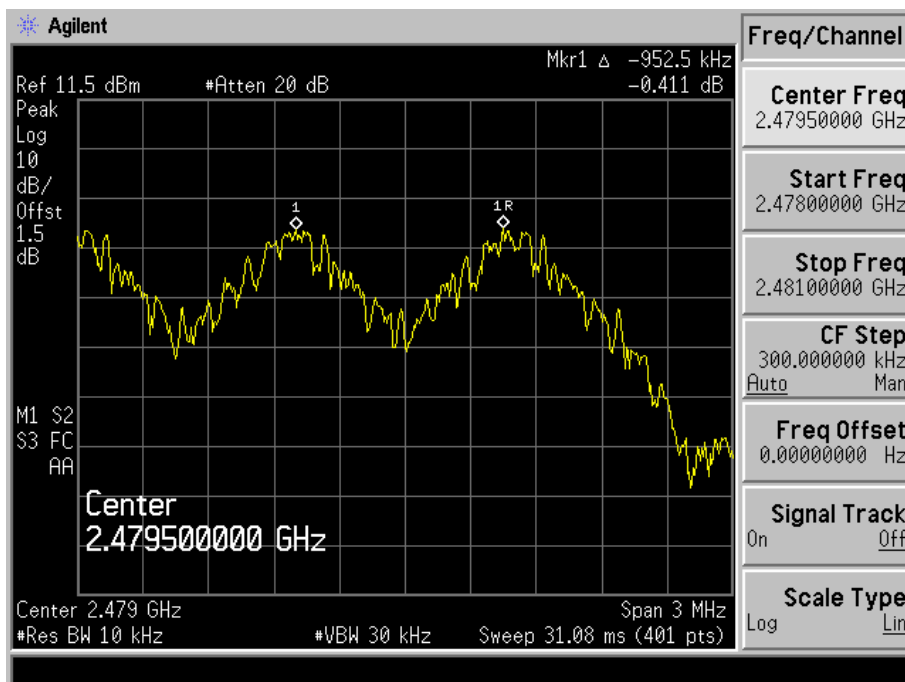 Agilent
Freq/Channel
Mkr1 Δ -952.5 kHz
Ref 11.5 dBm #Atten 20 dB -0.411 dB
Peak
Log
10
dB/
Offst
1.5
dB
1
1R
M1 S2
S3 FC
AA
Center
2.479500000 GHz
Center 2.479 GHz Span 3 MHz
#Res BW 10 kHz #VBW 30 kHz Sweep 31.08 ms (401 pts)
Center Freq
2.47950000 GHz
Start Freq
2.47800000 GHz
Stop Freq
2.48100000 GHz
CF Step
300.000000 kHz
Auto Man
Freq Offset
0.00000000 Hz
Signal Track
On Off
Scale Type
Log Lin